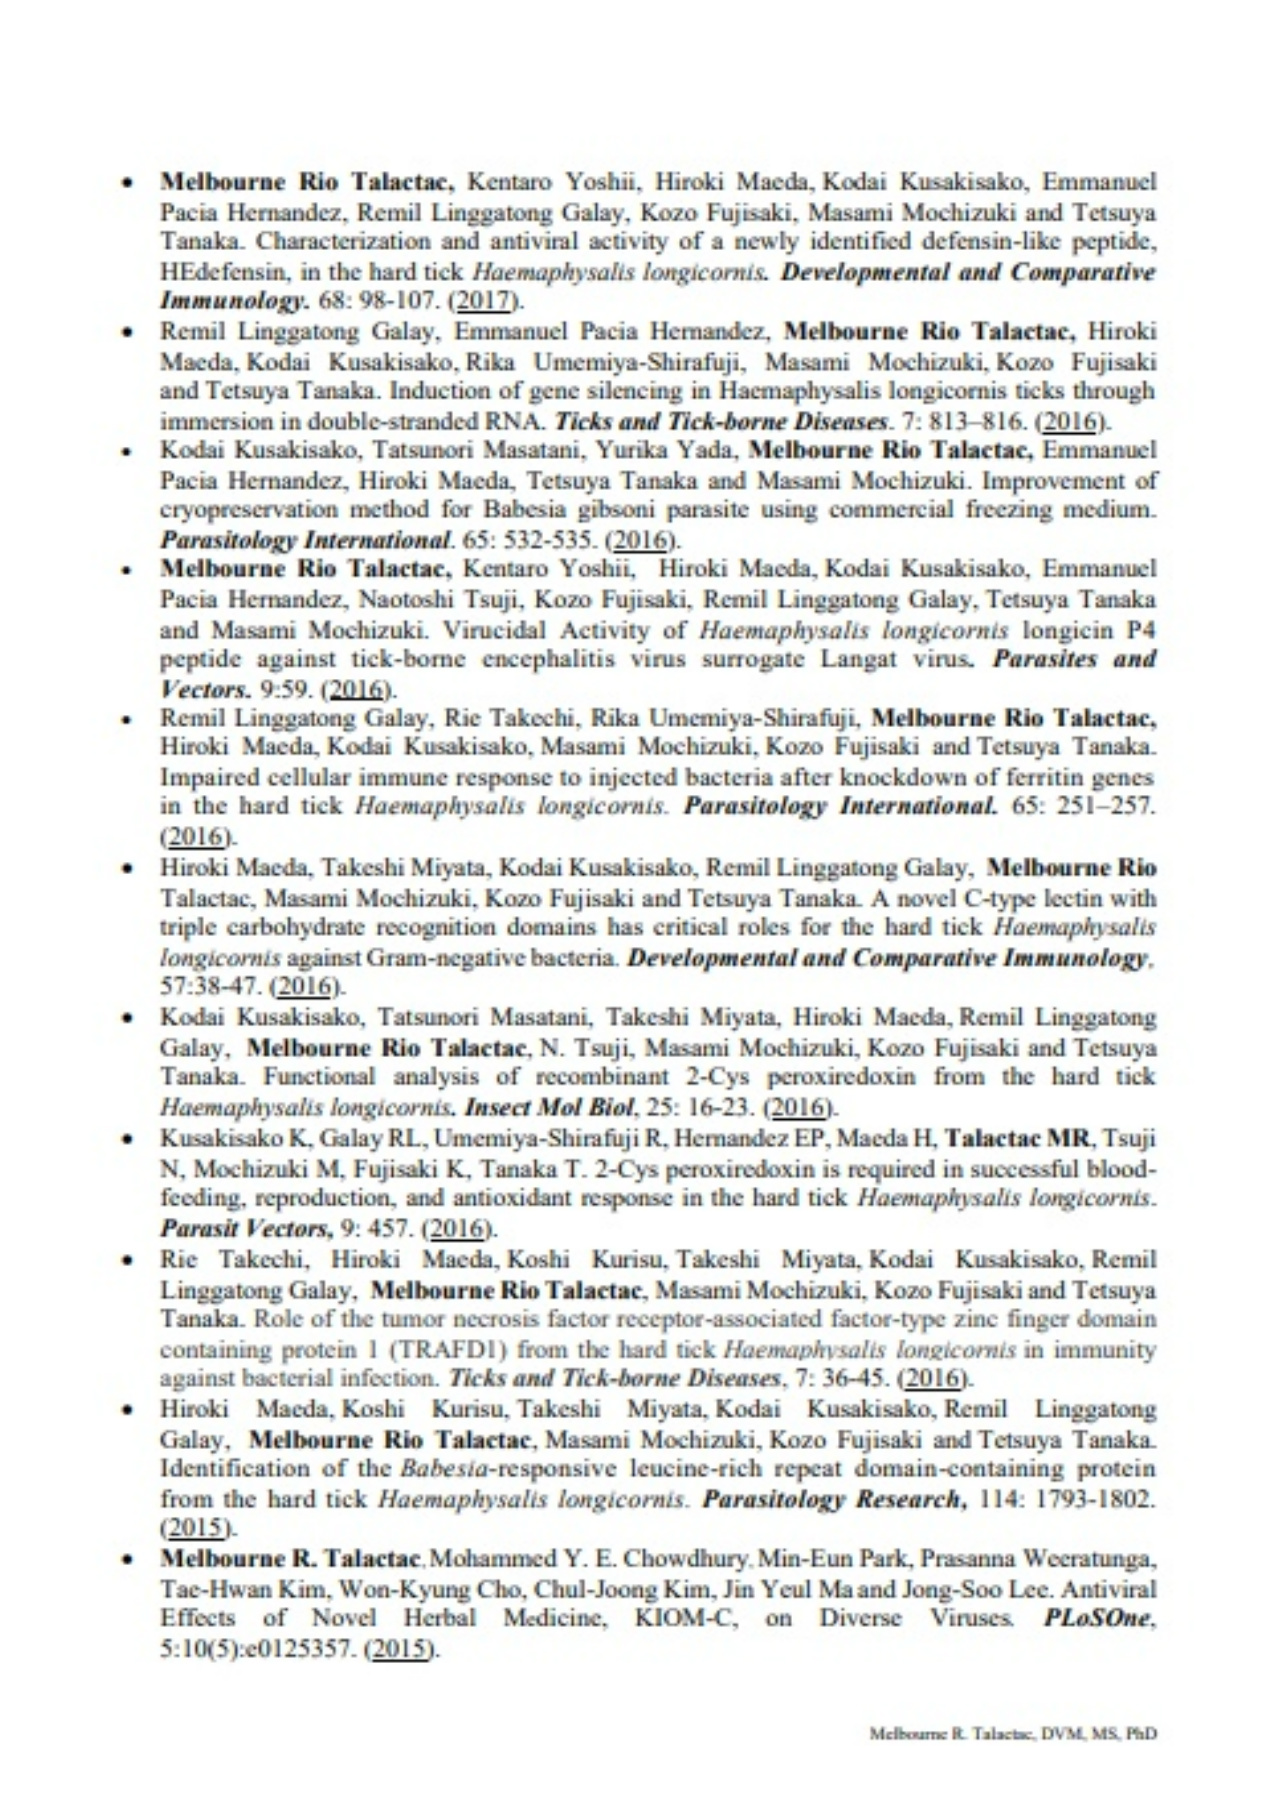 • Melbourne Rio Talactac, Kentaro Yoshii, Hiroki Maeda, Kodai Kusakisako, Emmanuel
Pacia Hernandez, Remil Linggatong Galay, Kozo Fujisaki, Masami Mochizuki and Tetsuya
Tanaka. Characterization and antiviral activity of a newly identified defensin-like peptide,
HEdefensin, in the hard tick Haemaphysalis longicornis. Developmental and Comparative
Immunology. 68: 98-107. (2017).
• Remil Linggatong Galay, Emmanuel Pacia Hernandez, Melbourne Rio Talactac, Hiroki
Maeda, Kodai Kusakisako, Rika Umemiya-Shirafuji, Masami Mochizuki, Kozo Fujisaki
and Tetsuya Tanaka. Induction of gene silencing in Haemaphysalis longicornis ticks through
immersion in double-stranded RNA. Ticks and Tick-borne Diseases. 7: 813–816. (2016).
• Kodai Kusakisako, Tatsunori Masatani, Yurika Yada, Melbourne Rio Talactac, Emmanuel
Pacia Hernandez, Hiroki Maeda, Tetsuya Tanaka and Masami Mochizuki. Improvement of
cryopreservation method for Babesia gibsoni parasite using commercial freezing medium.
Parasitology International. 65: 532-535. (2016).
• Melbourne Rio Talactac, Kentaro Yoshii, Hiroki Maeda, Kodai Kusakisako, Emmanuel
Pacia Hernandez, Naotoshi Tsuji, Kozo Fujisaki, Remil Linggatong Galay, Tetsuya Tanaka
and Masami Mochizuki. Virucidal Activity of Haemaphysalis longicornis longicin P4
peptide against tick-borne encephalitis virus surrogate Langat virus. Parasites and
Vectors. 9:59. (2016).
• Remil Linggatong Galay, Rie Takechi, Rika Umemiya-Shirafuji, Melbourne Rio Talactac,
Hiroki Maeda, Kodai Kusakisako, Masami Mochizuki, Kozo Fujisaki and Tetsuya Tanaka.
Impaired cellular immune response to injected bacteria after knockdown of ferritin genes
in the hard tick Haemaphysalis longicornis. Parasitology International. 65: 251–257.
(2016).
• Hiroki Maeda, Takeshi Miyata, Kodai Kusakisako, Remil Linggatong Galay, Melbourne Rio
Talactac, Masami Mochizuki, Kozo Fujisaki and Tetsuya Tanaka. A novel C-type lectin with
triple carbohydrate recognition domains has critical roles for the hard tick Haemaphysalis
longicornis against Gram-negative bacteria. Developmental and Comparative Immunology,
57:38-47. (2016).
• Kodai Kusakisako, Tatsunori Masatani, Takeshi Miyata, Hiroki Maeda, Remil Linggatong
Galay, Melbourne Rio Talactac, N. Tsuji, Masami Mochizuki, Kozo Fujisaki and Tetsuya
Tanaka. Functional analysis of recombinant 2-Cys peroxiredoxin from the hard tick
Haemaphysalis longicornis. Insect Mol Biol, 25: 16-23. (2016).
• Kusakisako K, Galay RL, Umemiya-Shirafuji R, Hernandez EP, Maeda H, Talactac MR, Tsuji
N, Mochizuki M, Fujisaki K, Tanaka T. 2-Cys peroxiredoxin is required in successful blood-
feeding, reproduction, and antioxidant response in the hard tick Haemaphysalis longicornis.
Parasit Vectors, 9: 457. (2016).
• Rie Takechi, Hiroki Maeda, Koshi Kurisu, Takeshi Miyata, Kodai Kusakisako, Remil
Linggatong Galay, Melbourne Rio Talactac, Masami Mochizuki, Kozo Fujisaki and Tetsuya
Tanaka. Role of the tumor necrosis factor receptor-associated factor-type zinc finger domain
containing protein 1 (TRAFD1) from the hard tick Haemaphysalis longicornis in immunity
against bacterial infection. Ticks and Tick-borne Diseases, 7: 36-45. (2016).
• Hiroki Maeda, Koshi Kurisu, Takeshi Miyata, Kodai Kusakisako, Remil Linggatong
Galay, Melbourne Rio Talactac, Masami Mochizuki, Kozo Fujisaki and Tetsuya Tanaka.
Identification of the Babesia-responsive leucine-rich repeat domain-containing protein
from the hard tick Haemaphysalis longicornis. Parasitology Research, 114: 1793-1802.
(2015).
• Melbourne R. Talactac, Mohammed Y. E. Chowdhury, Min-Eun Park, Prasanna Weeratunga,
Tae-Hwan Kim, Won-Kyung Cho, Chul-Joong Kim, Jin Yeul Ma and Jong-Soo Lee. Antiviral
Effects of Novel Herbal Medicine, KIOM-C, on Diverse Viruses. PLoSOne,
5:10(5):e0125357. (2015).
Melbourne R. Talactac, DVM, MS, PhD